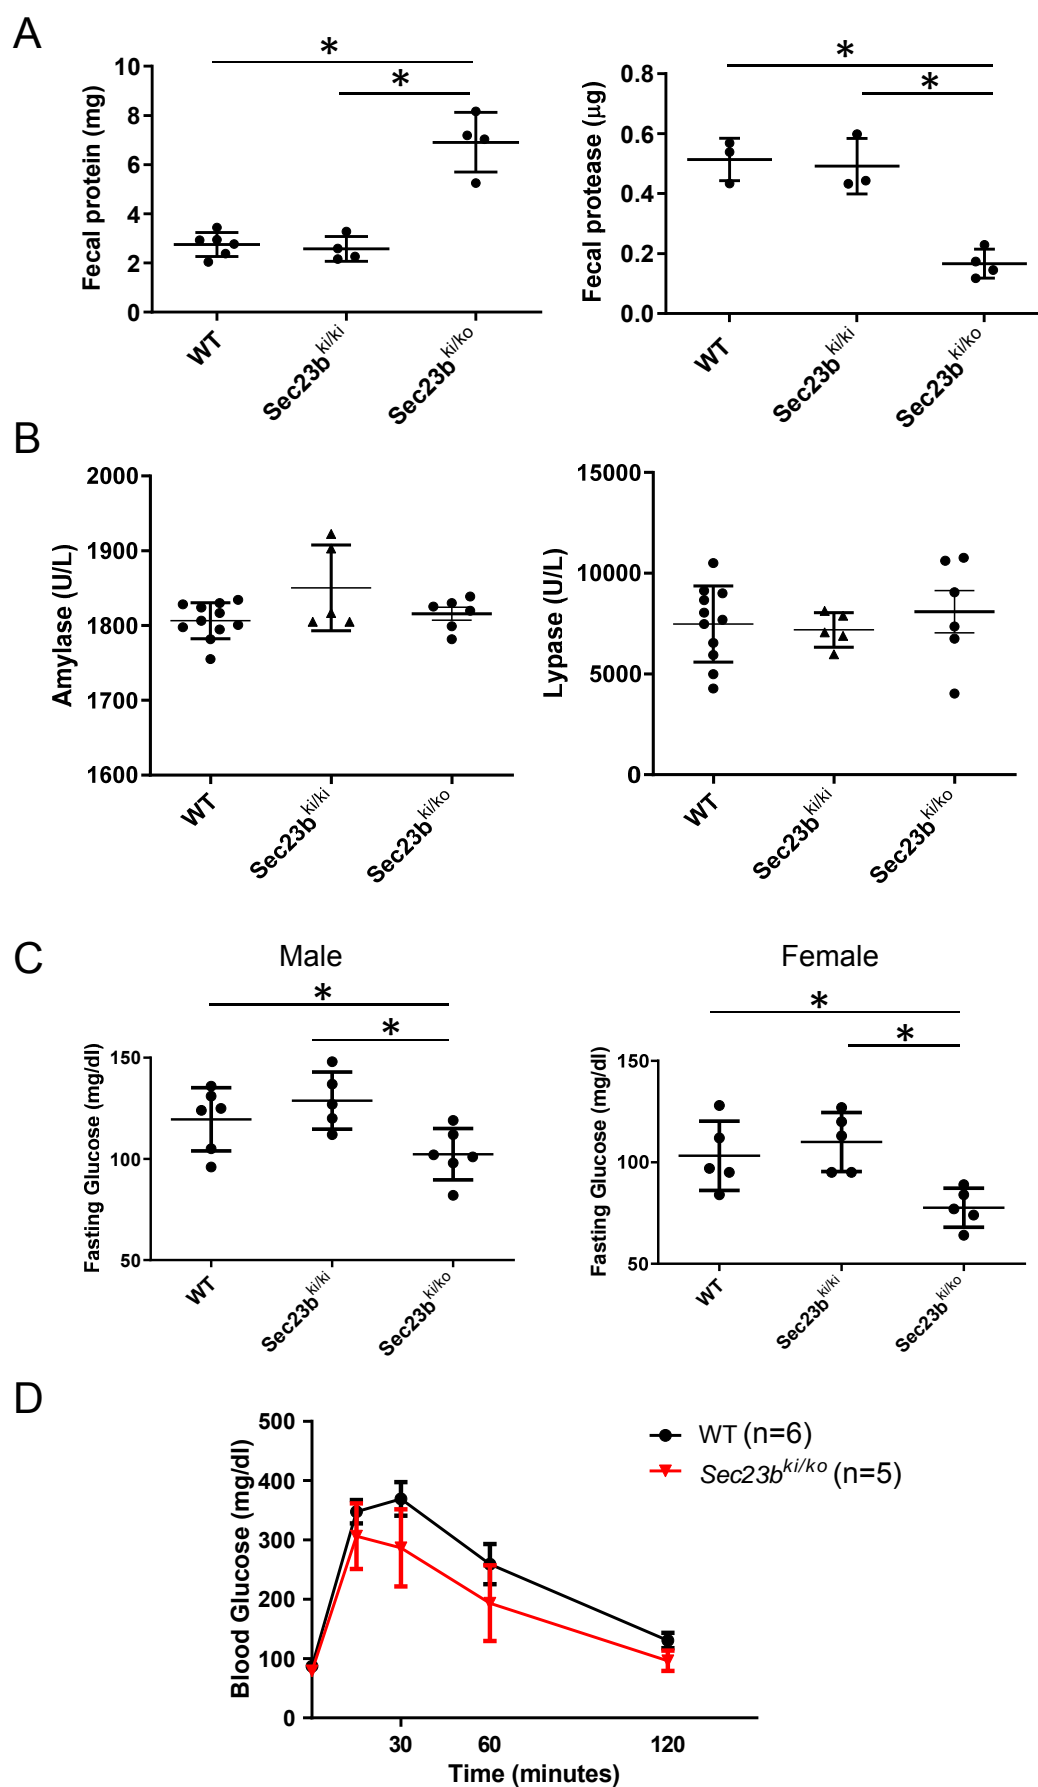 A
*
*
10
8
6
4
2
0
Fecal protein (mg)
WT
Sec23b ki/ki
Sec23b ki/ko
*
*
0.8
0.6
0.4
0.2
0.0
Fecal protease (µg)
WT
Sec23b ki/ki
Sec23b ki/ko
B
2000
1900
1800
1700
1600
Amylase (U/L)
WT
Sec23b ki/ki
Sec23b ki/ko
15000
10000
5000
0
Lypase (U/L)
WT
Sec23b ki/ki
Sec23b ki/ko
C
Male
*
*
150
100
50
Fasting Glucose (mg/dl)
WT
Sec23b ki/ki
Sec23b ki/ko
Female
*
*
150
100
50
Fasting Glucose (mg/dl)
WT
Sec23b ki/ki
Sec23b ki/ko
D
500
400
300
200
100
0
Blood Glucose (mg/dl)
30 60 120
Time (minutes)
WT (n=6)
Sec23b ki/ko (n=5)